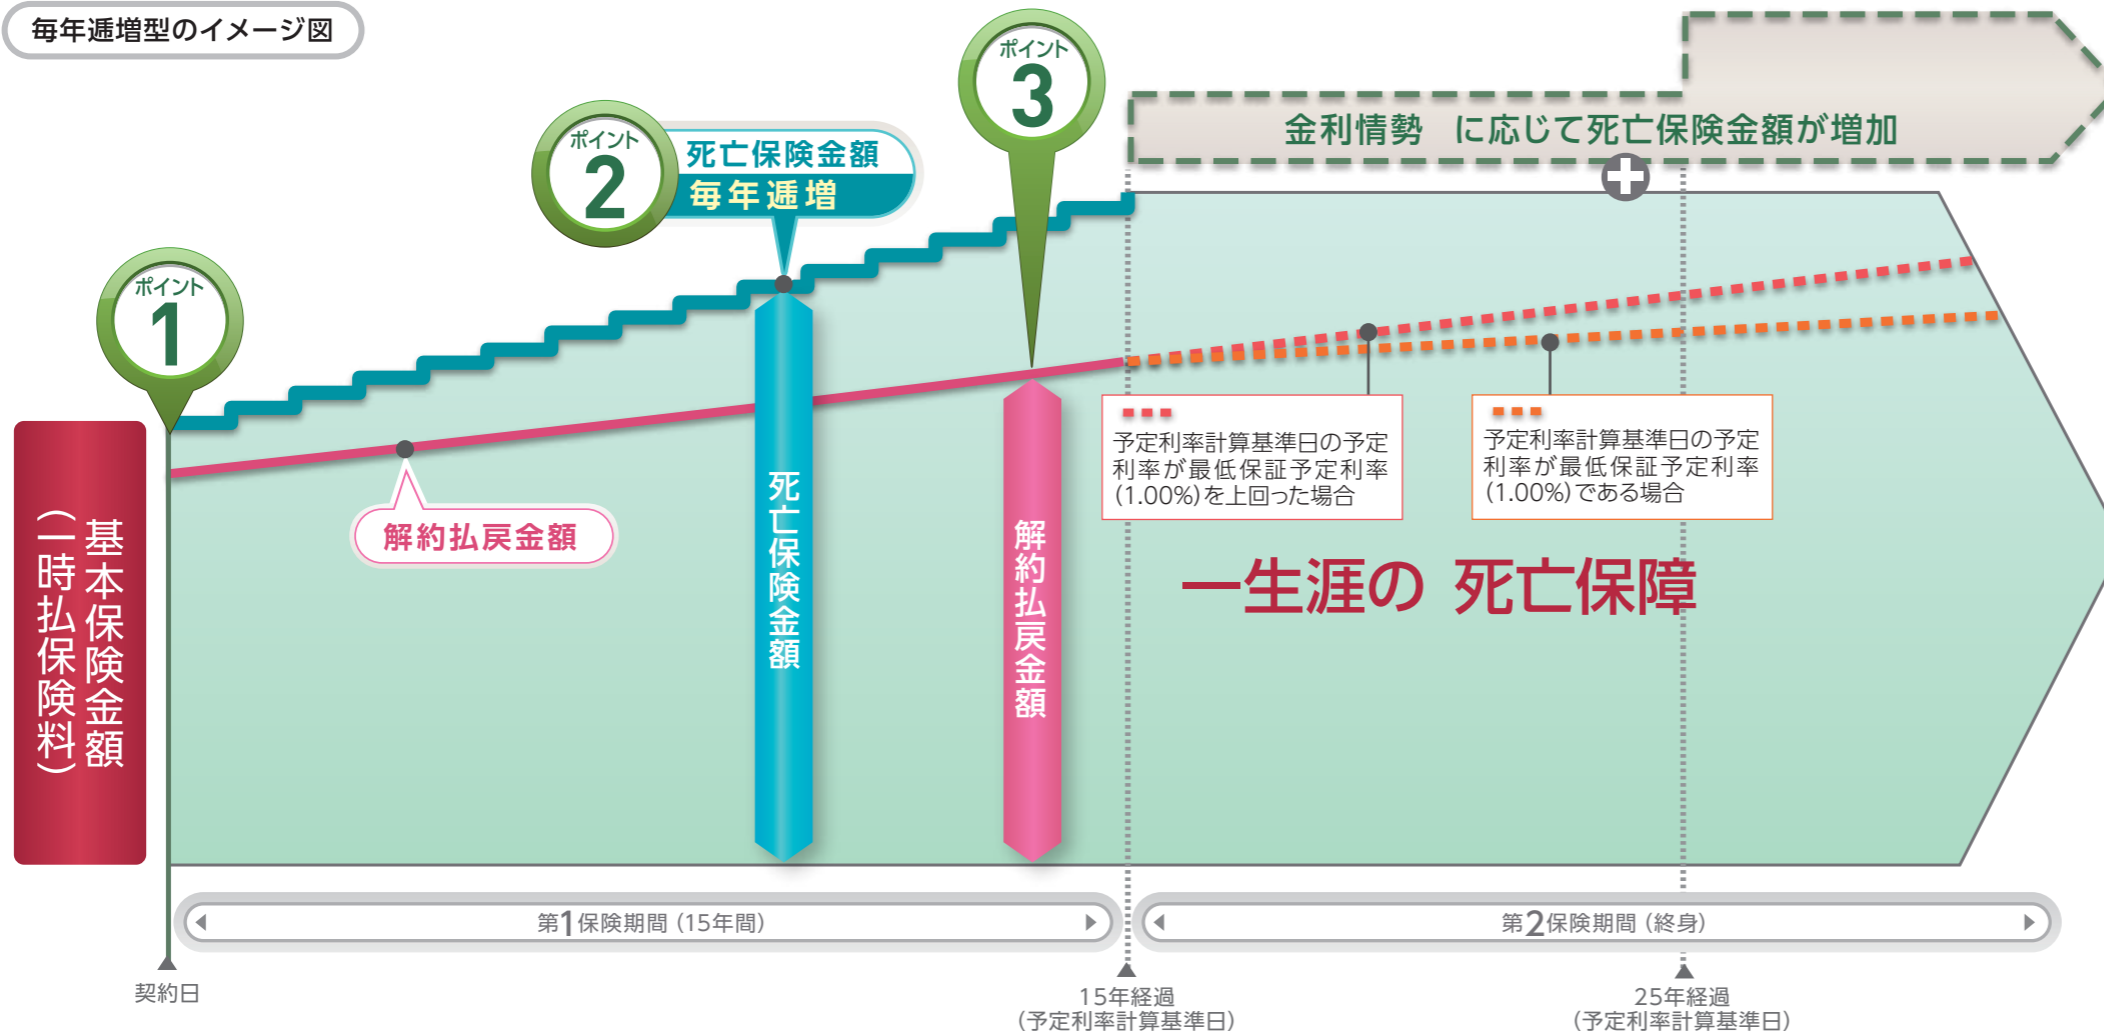 毎年逓増型のイメージ図
ポイント
1
ポイント
2
死亡保険金額
毎年逓増
ポイント
3
金利情勢 に応じて死亡保険金額が増加
基本保険金額
(一時払保険料)
解約払戻金額
死亡保険金額
解約払戻金額
予定利率計算基準日の予定
利率が最低保証予定利率
(1.00%)を上回った場合
予定利率計算基準日の予定
利率が最低保証予定利率
(1.00%)である場合
一生涯の 死亡保障
第1保険期間(15年間)
第2保険期間(終身)
契約日
15年経過
(予定利率計算基準日)
25年経過
(予定利率計算基準日)